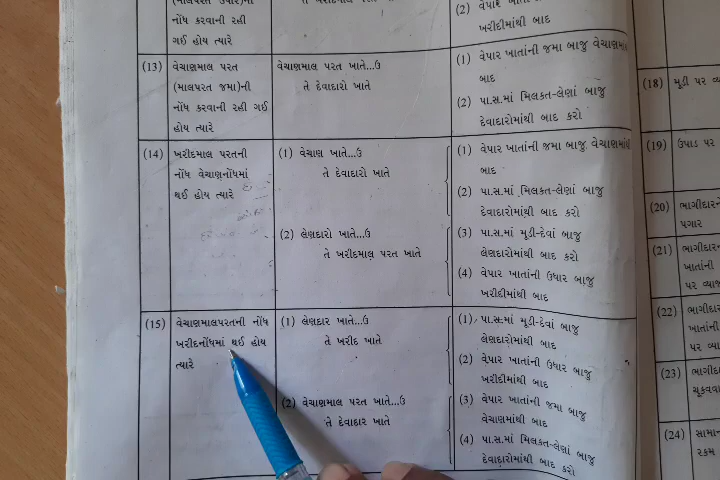 (માલપરત ઉધાર)ની
નોંધ કરવાની રહી
ગઈ હોય ત્યારે
(2) વેપાર ખાતાની
ખરીદીમાંથી બાદ
(13) વેચાણમાલ પરત
(માલપરત જમા)ની
નોંધ કરવાની રહી ગઈ
હોય ત્યારે
વેચાણમાલ પરત ખાતે...ઉ
તે દેવાદારો ખાતે
(1) વેપાર ખાતાંની જમા બાજુ વેચાણમાં
બાદ
(2) પા.સ.માં મિલકત-લેણાં બાજુ
દેવાદારોમાંથી બાદ કરો
(14) ખરીદમાલ પરતની
નોંધ વેચાણનોંધમાં
થઈ હોય ત્યારે
(1) વેચાણ ખાતે...ઉ
તે દેવાદારો ખાતે
(2) લેણદારો ખાતે...ઉ
તે ખરીદમાલ પરત ખાતે
(1) વેપાર ખાતાંની જમા બાજુ વેચાણમાંથી
બાદ
(2) પા.સ.માં મિલકત-લેણાં બાજુ
દેવાદારોમાંથી બાદ કરો
(3) પા.સ.માં મૂડી-દેવાં બાજુ
લેણદારોમાંથી બાદ કરો
(4) વેપાર ખાતાંની ઉધાર બાજુ
ખરીદીમાંથી બાદ
(15) વેચાણમાલપરતની નોંધ
ખરીદનોંધમાં થઈ હોય
ત્યારે
(1) લેણદાર ખાતે...ઉ
તે ખરીદ ખાતે
(2) વેચાણમાલ પરત ખાતે...ઉ
તે દેવાદાર ખાતે
(1) પા.સ.માં મૂડી-દેવાં બાજુ
લેણદારોમાંથી બાદ
(2) વેપાર ખાતાંની ઉધાર બાજુ
ખરીદીમાંથી બાદ
(3) વેપાર ખાતાંની જમા બાજુ
વેચાણમાંથી બાદ
(4) પા.સ.માં મિલકત-લેણાં બાજુ
દેવાદારોમાંથી બાદ કરો
(18) મૂડી પર
(19) ઉપાડ પર
(20) ભાગીદારને
પગાર
(21) ભાગીદારને
ખાતાંની
પર વ્યાજ
(22) ભાગીદાર
ખાતાંની
પર વ્યા
(23) ભાગીદા
ચૂકવવા
(24) સામાન
રકમ